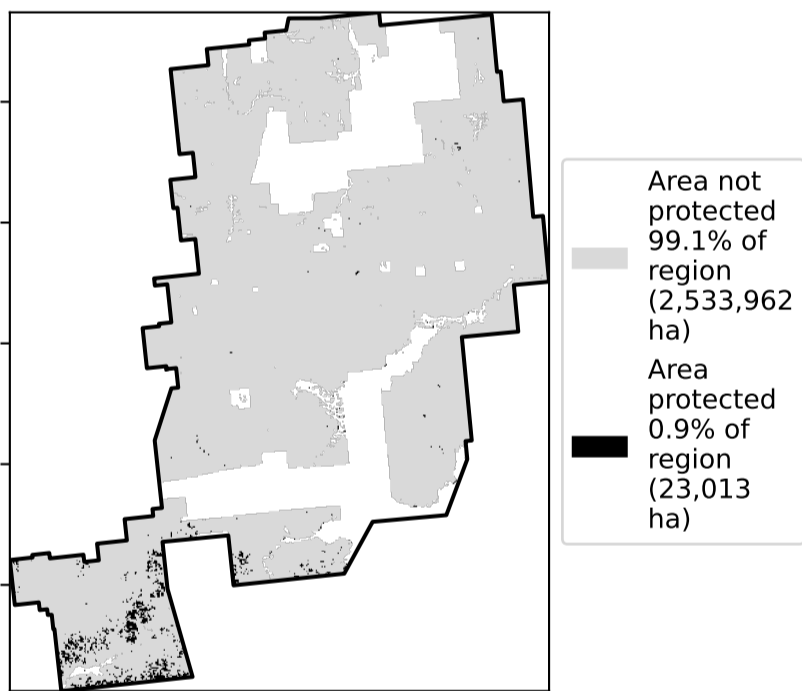 Area not
protected
99.1% of
region
(2,533,962
ha)
Area
protected
0.9% of
region
(23,013
ha)